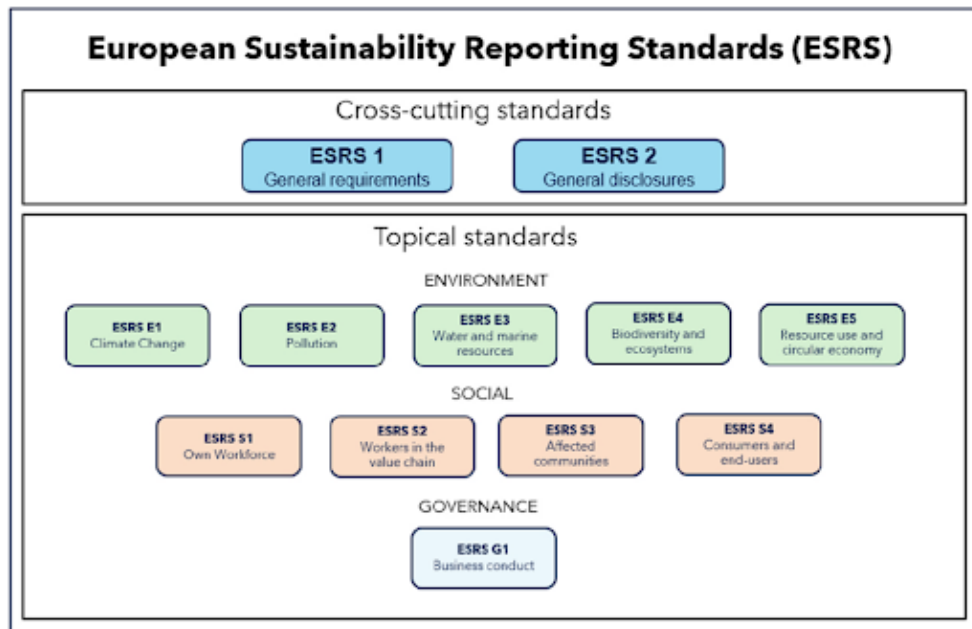 European Sustainability Reporting Standards (ESRS)
Cross-cutting standards
ESRS 1
General requirements
ESRS 2
General disclosures
Topical standards
ENVIRONMENT
ESRS E1
Climate Change
ESRS E2
Pollution
ESRS E3
Water and marine
resources
ESRS E4
Biodiversity and
ecosystems
ESRS E5
Resource use and
circular economy
SOCIAL
ESRS S1
Own Workforce
ESRS S2
Workers in the
value chain
ESRS S3
Affected
communities
ESRS S4
Consumers and
end-users
GOVERNANCE
ESRS G1
Business conduct